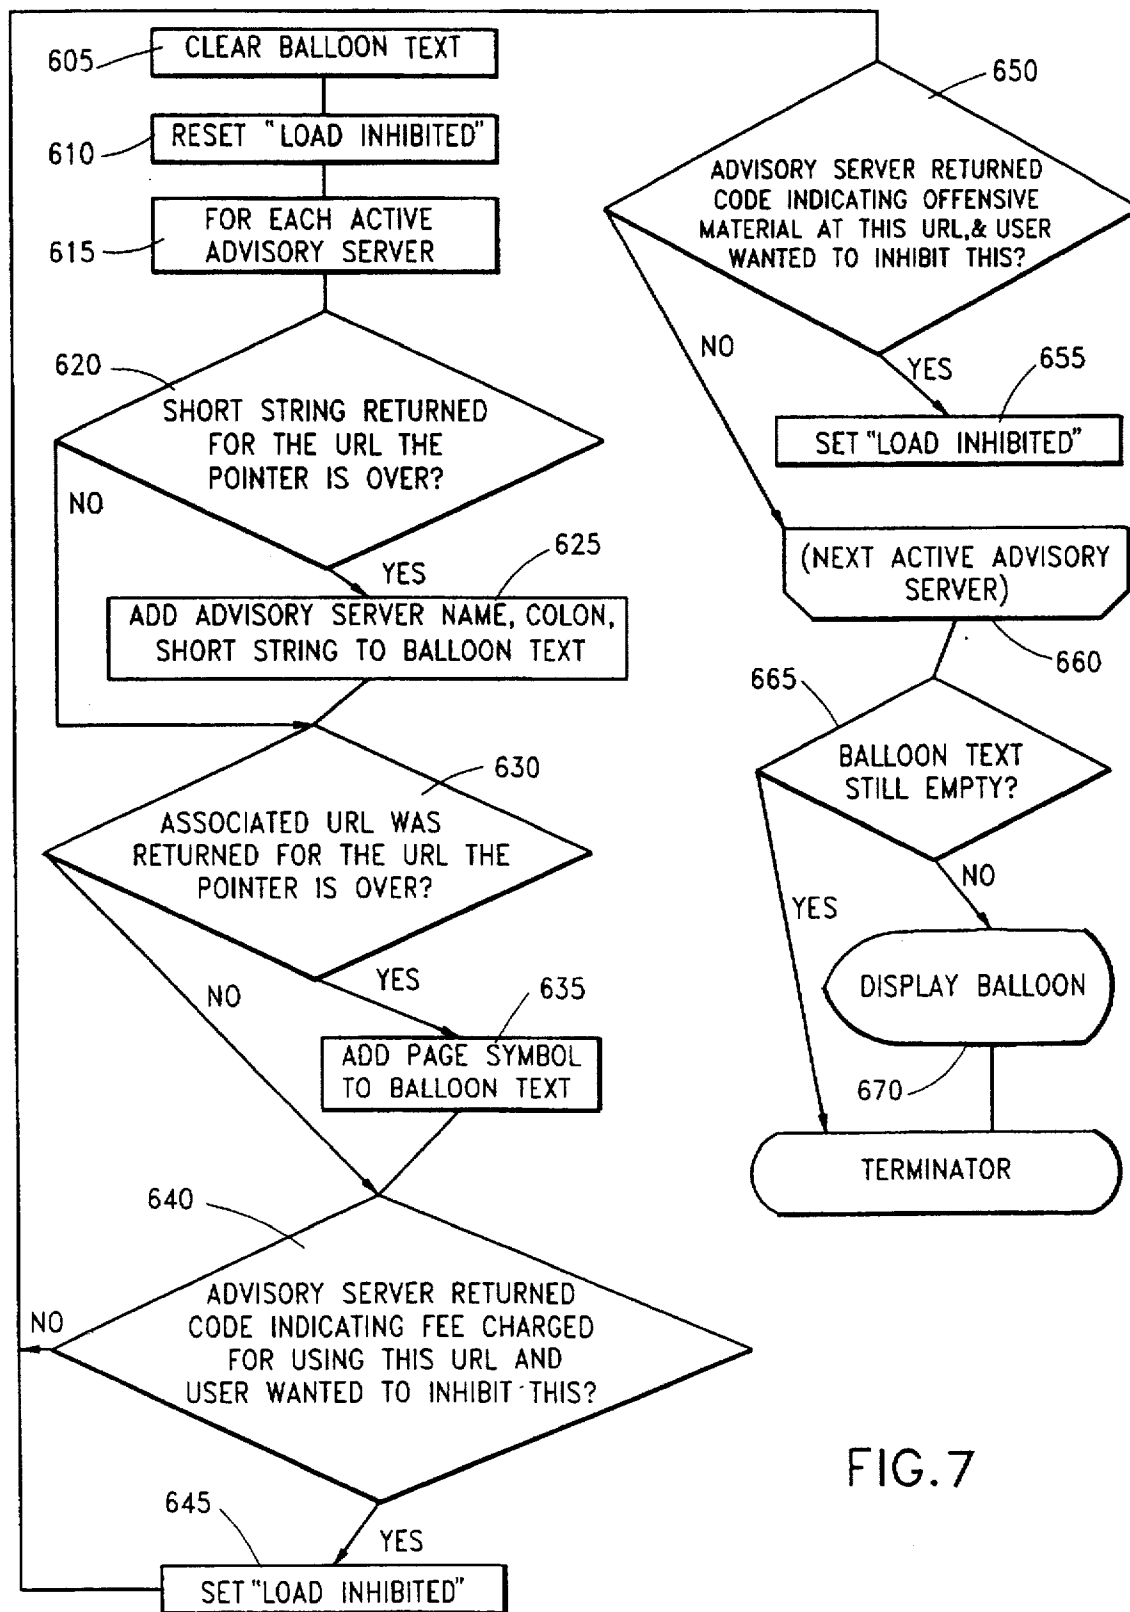 605
CLEAR BALLOON TEXT
610
RESET "LOAD INHIBITED"
615
FOR EACH ACTIVE
ADVISORY SERVER
620
SHORT STRING RETURNED
FOR THE URL THE
POINTER IS OVER?
NO
YES
625
ADD ADVISORY SERVER NAME, COLON,
SHORT STRING TO BALLOON TEXT
630
ASSOCIATED URL WAS
RETURNED FOR THE URL THE
POINTER IS OVER?
NO
YES
635
ADD PAGE SYMBOL
TO BALLOON TEXT
640
ADVISORY SERVER RETURNED
CODE INDICATING FEE CHARGED
FOR USING THIS URL AND
USER WANTED TO INHIBIT THIS?
NO
YES
645
SET "LOAD INHIBITED"
650
ADVISORY SERVER RETURNED
CODE INDICATING OFFENSIVE
MATERIAL AT THIS URL,& USER
WANTED TO INHIBIT THIS?
NO
YES
655
SET "LOAD INHIBITED"
(NEXT ACTIVE ADVISORY
SERVER)
660
665
BALLOON TEXT
STILL EMPTY?
YES
NO
DISPLAY BALLOON
670
TERMINATOR
FIG.7